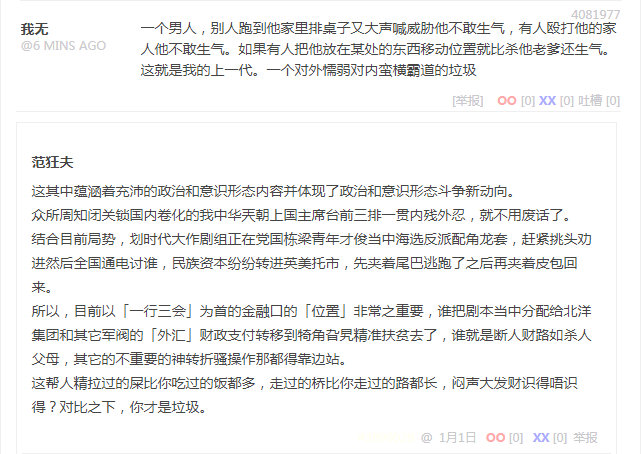 4081977
我无
@6 MINS AGO
一个男人，别人跑到他家里排桌子又大声喊威胁他不敢生气，有人殴打他的家
人他不敢生气。如果有人把他放在某处的东西移动位置就比杀他老爹还生气。
这就是我的上一代。一个对外懦弱对内蛮横霸道的垃圾
[举报] OO [0] XX [0] 吐槽 [0]
范狂夫
这其中蕴涵着充沛的政治和意识形态内容并体现了政治和意识形态斗争新动向。
众所周知闭关锁国内卷化的我中华天朝上国主席台前三排一贯内残外忍，就不用废话了。
结合目前局势，划时代大作剧组正在党国栋梁青年才俊当中海选反派配角龙套，赶紧挑头劝
进然后全国通电讨谁，民族资本纷纷转进英美托市，先夹着尾巴逃跑了之后再夹着皮包回
来。
所以，目前以「一行三会」为首的金融口的「位置」非常之重要，谁把剧本当中分配给北洋
集团和其它军阀的「外汇」财政支付转移到犄角旮旯精准扶贫去了，谁就是断人财路如杀人
父母，其它的不重要的神转折骚操作那都得靠边站。
这帮人精拉过的屎比你吃过的饭都多，走过的桥比你走过的路都长，闷声大发财识得唔识
得？对比之下，你才是垃圾。
@ 1月1日 OO [0] XX [0] 举报